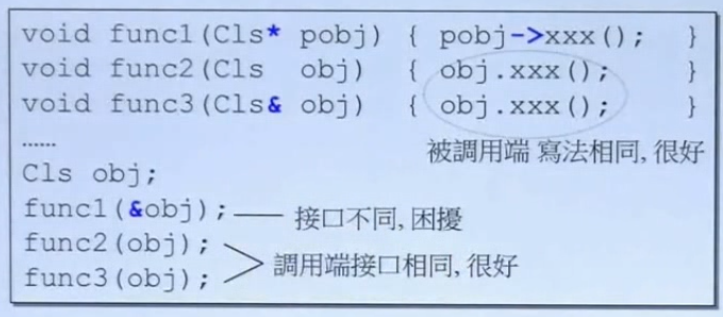 void func1(Cls* pobj) { pobj->xxx(); }
void func2(Cls obj) { obj.xxx(); }
void func3(Cls& obj) { obj.xxx(); }
被調用端 寫法相同, 很好
......
Cls obj;
func1(&obj); 接口不同, 困擾
func2(obj);
調用端接口相同, 很好
func3(obj);